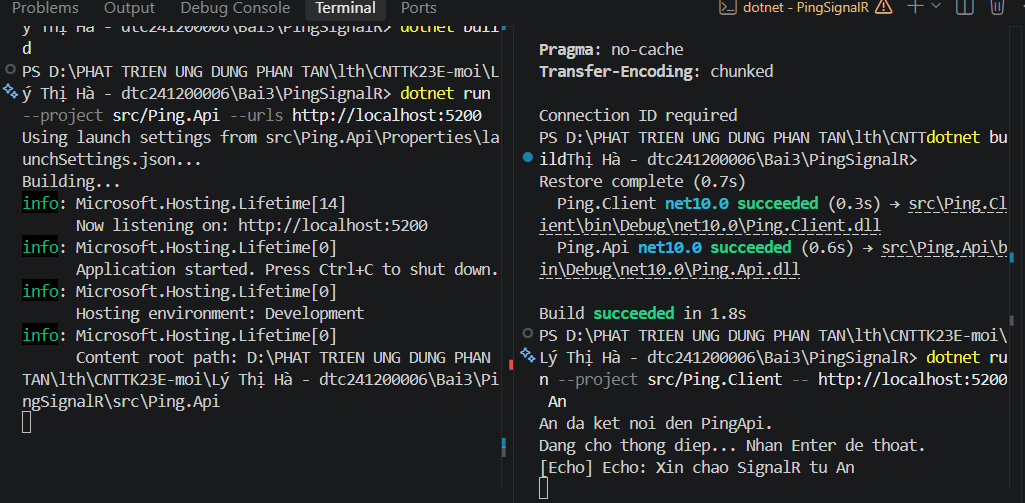 Problems Output Debug Console Terminal Ports
dotnet - PingSignalR
ý Thị Hà - dtc241200006\Bai3\PingSignalR> dotnet buil
d
PS D:\PHAT TRIEN UNG DUNG PHAN TAN\lth\CNTTK23E-moi\L
ý Thị Hà - dtc241200006\Bai3\PingSignalR> dotnet run
--project src/Ping.Api --urls http://localhost:5200
Using launch settings from src\Ping.Api\Properties\la
unchSettings.json...
Building...
info: Microsoft.Hosting.Lifetime[14]
Now listening on: http://localhost:5200
info: Microsoft.Hosting.Lifetime[0]
Application started. Press Ctrl+C to shut down.
info: Microsoft.Hosting.Lifetime[0]
Hosting environment: Development
info: Microsoft.Hosting.Lifetime[0]
Content root path: D:\PHAT TRIEN UNG DUNG PHAN
TAN\lth\CNTTK23E-moi\Lý Thị Hà - dtc241200006\Bai3\Pi
ngSignalR\src\Ping.Api
Pragma: no-cache
Transfer-Encoding: chunked
Connection ID required
PS D:\PHAT TRIEN UNG DUNG PHAN TAN\lth\CNTTdotnet bu
ildThị Hà - dtc241200006\Bai3\PingSignalR>
Restore complete (0.7s)
Ping.Client net10.0 succeeded (0.3s) → src\Ping.Cl
ient\bin\Debug\net10.0\Ping.Client.dll
Ping.Api net10.0 succeeded (0.6s) → src\Ping.Api\b
in\Debug\net10.0\Ping.Api.dll
Build succeeded in 1.8s
PS D:\PHAT TRIEN UNG DUNG PHAN TAN\lth\CNTTK23E-moi\
Lý Thị Hà - dtc241200006\Bai3\PingSignalR> dotnet ru
n --project src/Ping.Client -- http://localhost:5200
An
An da ket noi den PingApi.
Dang cho thong diep... Nhan Enter de thoat.
[Echo] Echo: Xin chao SignalR tu An